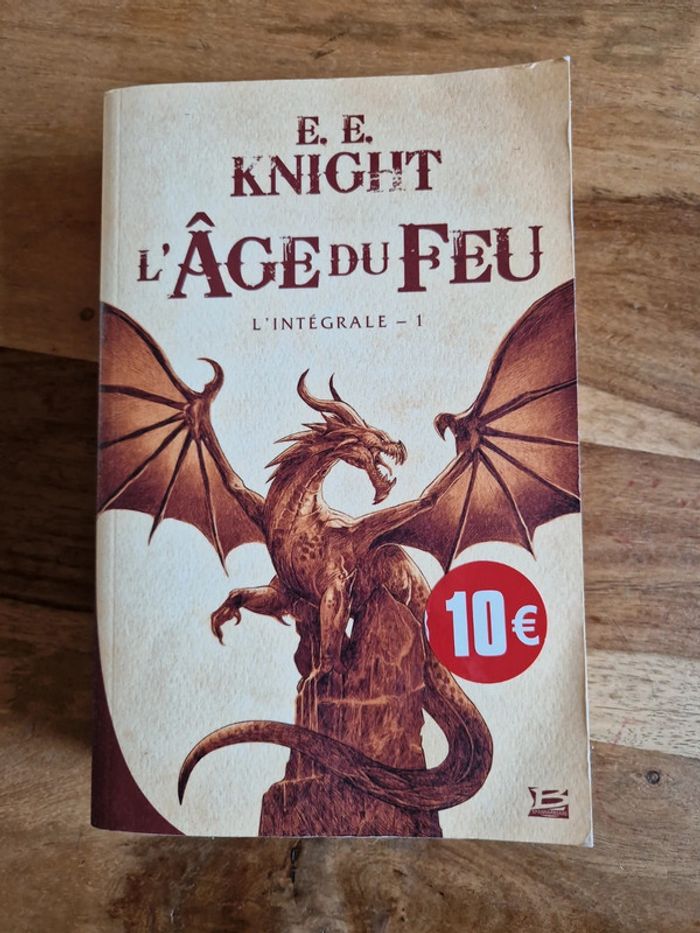 E. E.
KNIGHT
L'ÂGE DU FEU
L'INTÉGRALE – 1
10€
B